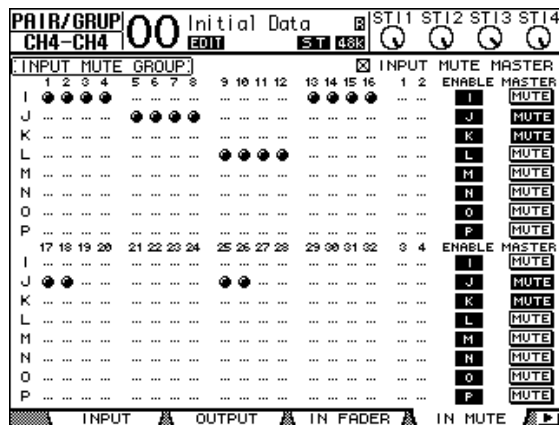 PAIR/GRUP 00 Initial Data R STI1 STI2 STI3 STI4
CH4-CH4 EDIT ST 48k
INPUT MUTE GROUP INPUT MUTE MASTER
1 2 3 4 5 6 7 8 9 10 11 12 13 14 15 16 1 2 ENABLE MASTER
I I MUTE
J J MUTE
K K MUTE
L L MUTE
M M MUTE
N N MUTE
O O MUTE
P P MUTE
17 18 19 20 21 22 23 24 25 26 27 28 29 30 31 32 3 4 ENABLE MASTER
I I MUTE
J J MUTE
K K MUTE
L L MUTE
M M MUTE
N N MUTE
O O MUTE
P P MUTE
INPUT OUTPUT IN FADER IN MUTE